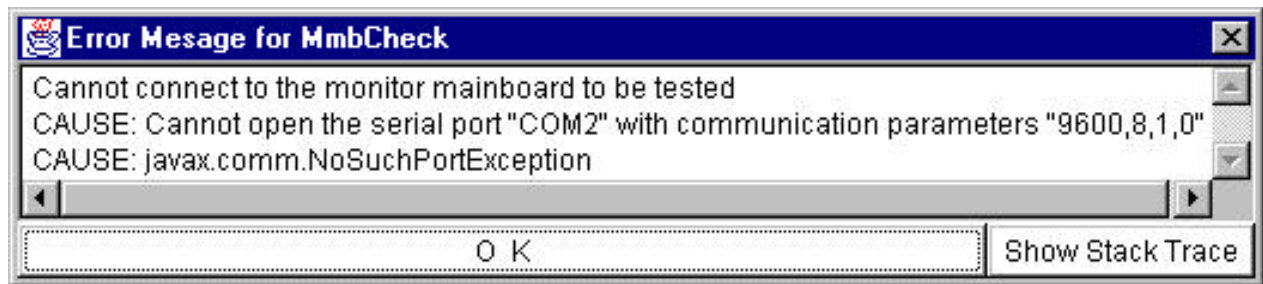 Error Mesage for MmbCheck
Cannot connect to the monitor mainboard to be tested
CAUSE: Cannot open the serial port "COM2" with communication parameters "9600,8,1,0"
CAUSE: javax.comm.NoSuchPortException
O K
Show Stack Trace